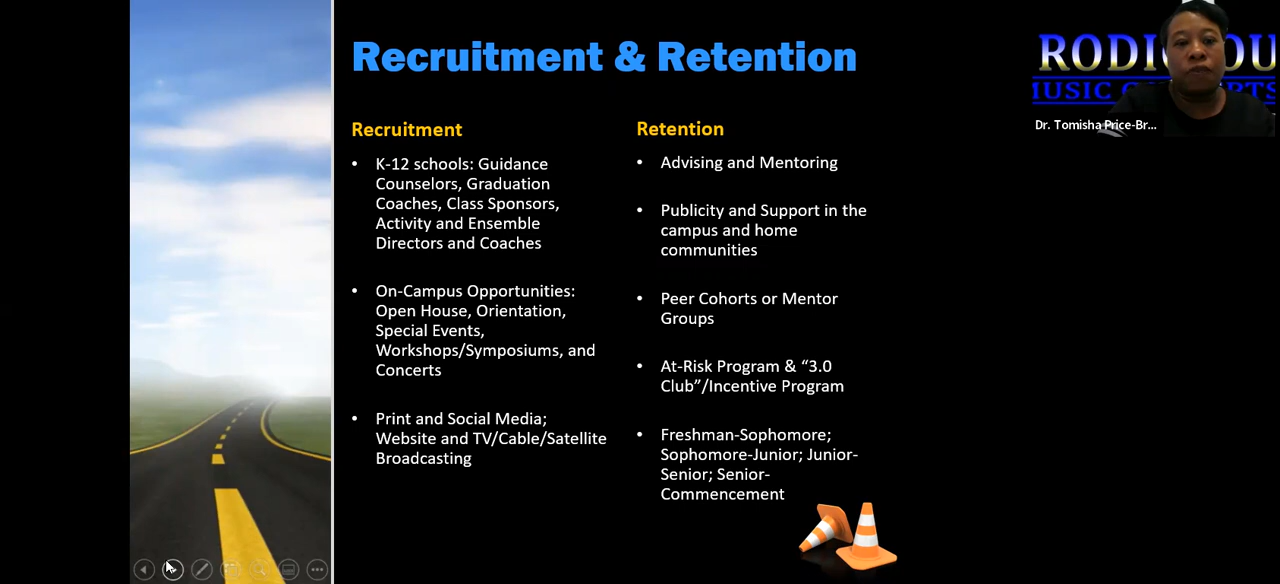 Recruitment & Retention
Recruitment
• K-12 schools: Guidance
Counselors, Graduation
Coaches, Class Sponsors,
Activity and Ensemble
Directors and Coaches
• On-Campus Opportunities:
Open House, Orientation,
Special Events,
Workshops/Symposiums, and
Concerts
• Print and Social Media;
Website and TV/Cable/Satellite
Broadcasting
Retention
• Advising and Mentoring
• Publicity and Support in the
campus and home
communities
• Peer Cohorts or Mentor
Groups
• At-Risk Program & “3.0
Club”/Incentive Program
• Freshman-Sophomore;
Sophomore-Junior; Junior-
Senior; Senior-
Commencement
MUSIC
Dr. Tomisha Price-Br...